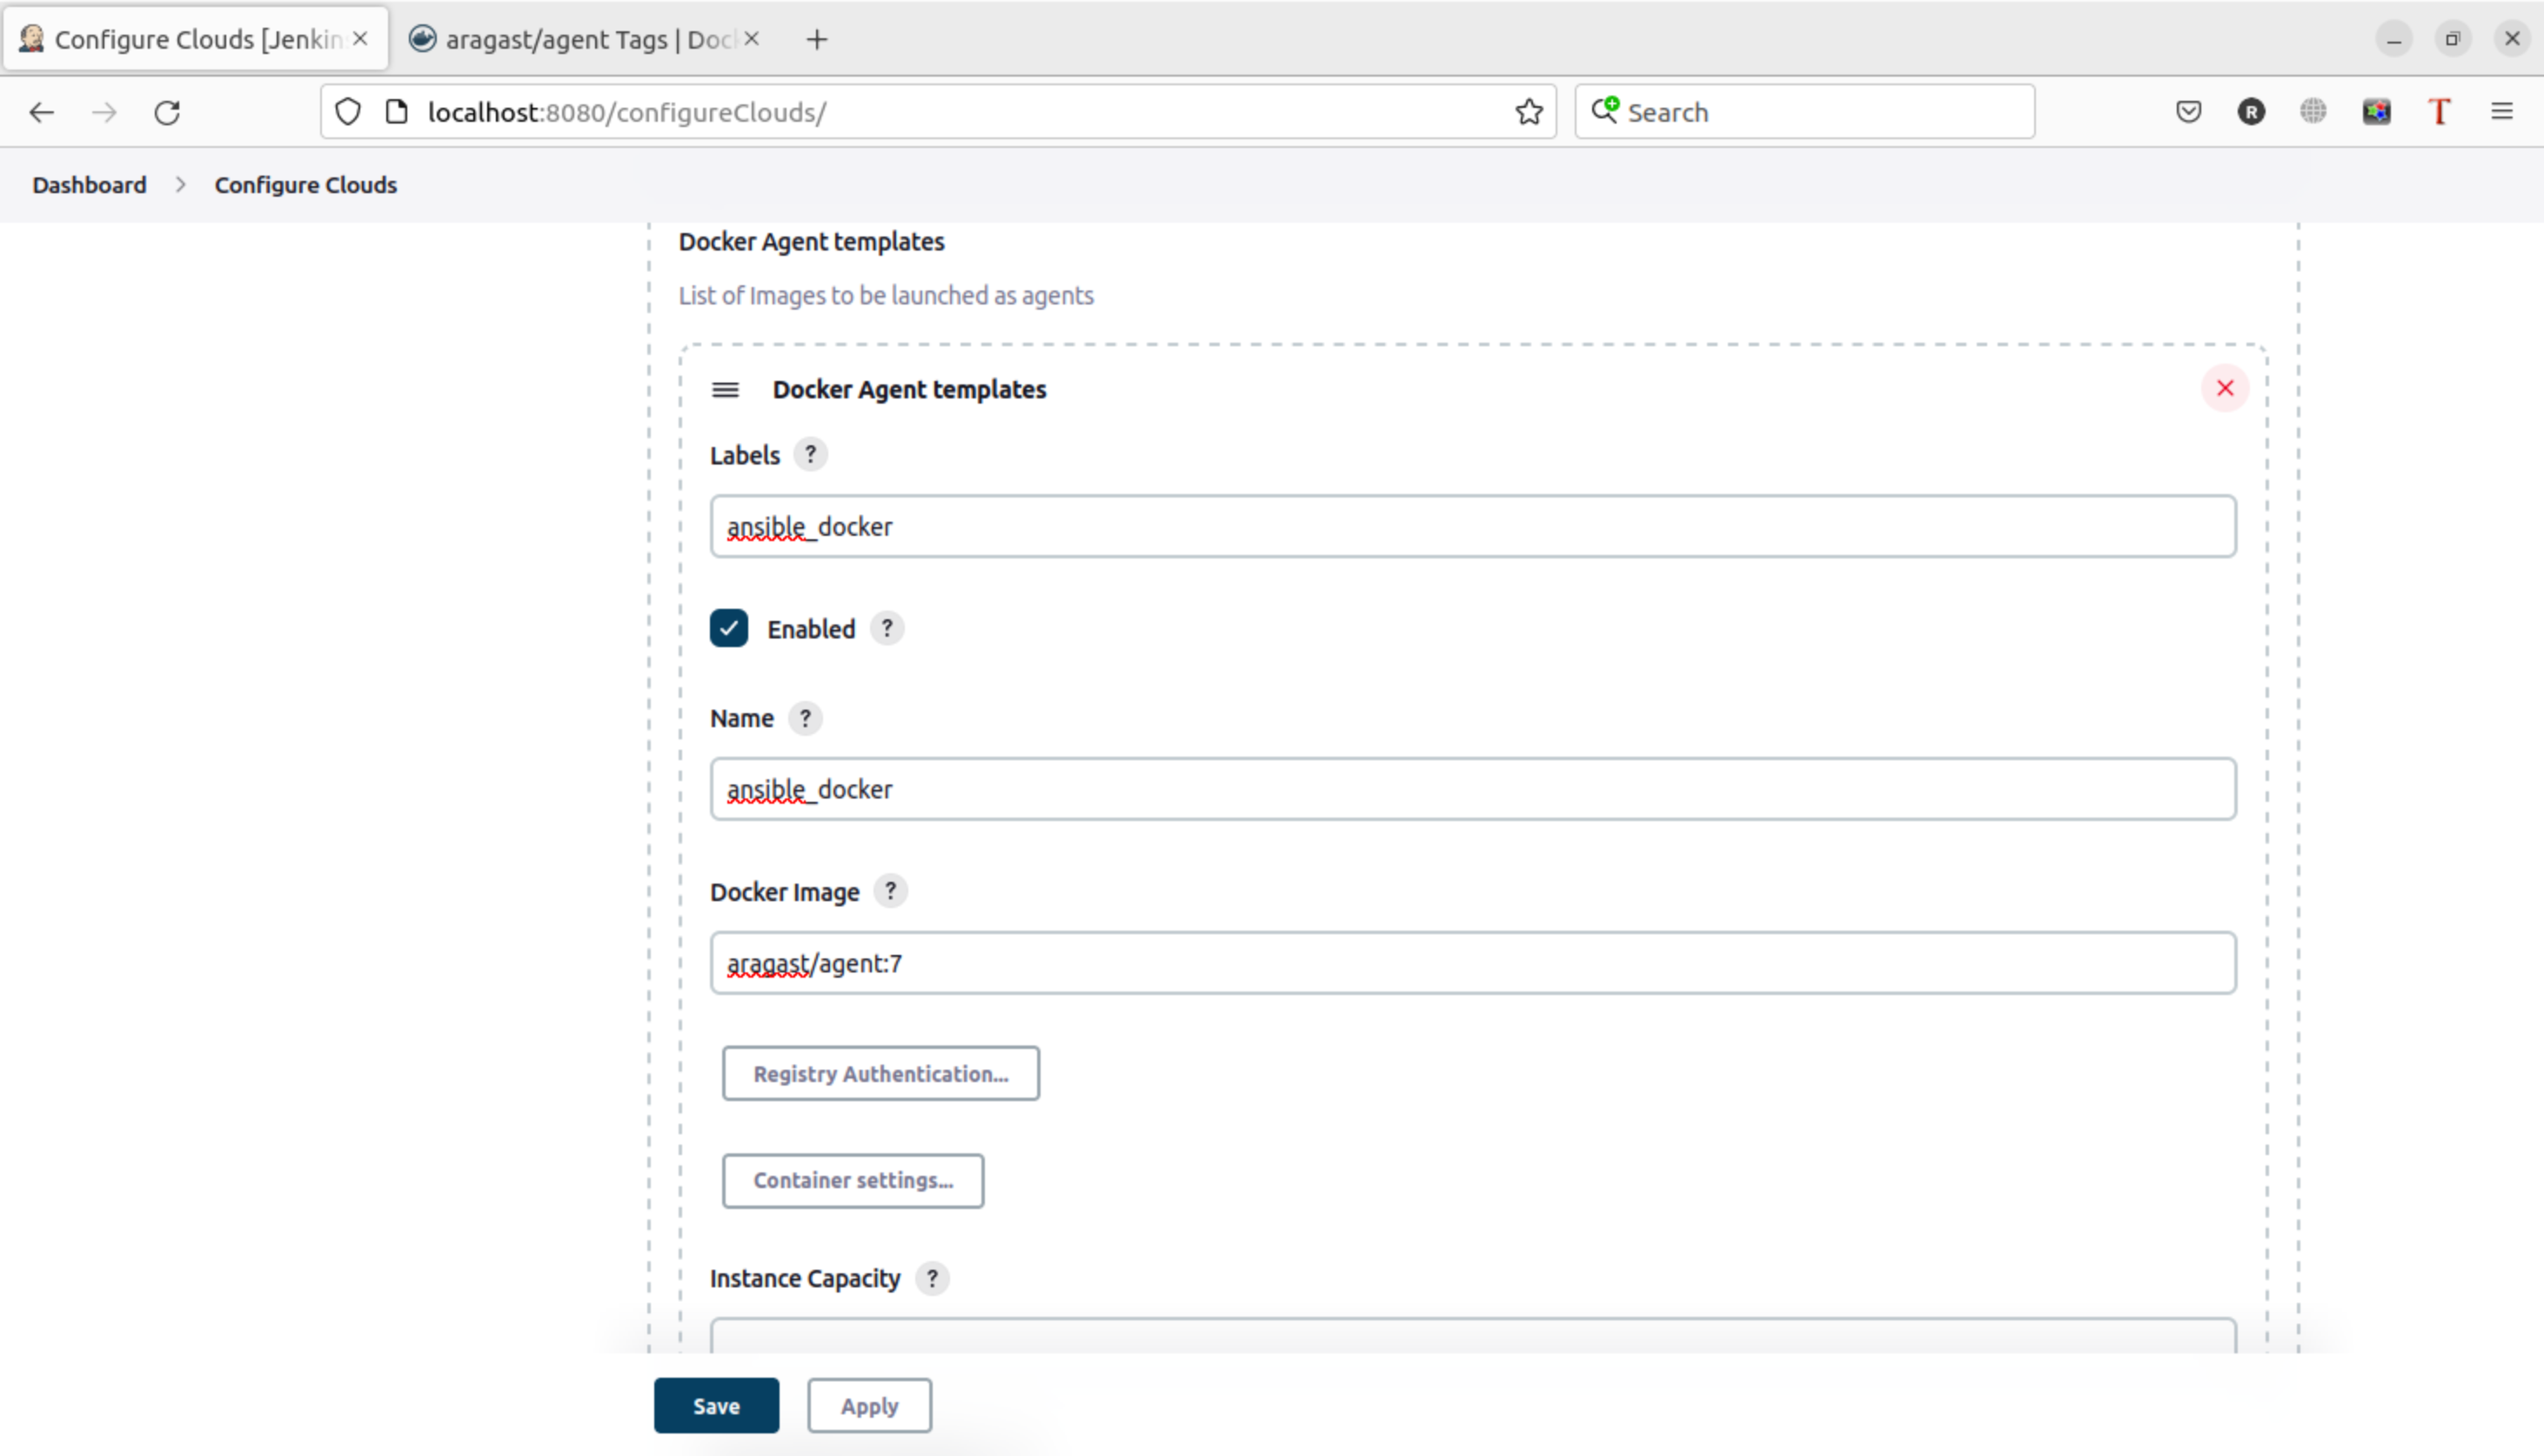 Configure Clouds [Jenkin
aragast/agent Tags | Doc
localhost:8080/configureClouds/
Search
R
T
Dashboard > Configure Clouds
Docker Agent templates
List of Images to be launched as agents
Docker Agent templates
Labels ?
ansible_docker
Enabled ?
Name ?
ansible_docker
Docker Image ?
aragast/agent:7
Registry Authentication...
Container settings...
Instance Capacity ?
Save
Apply